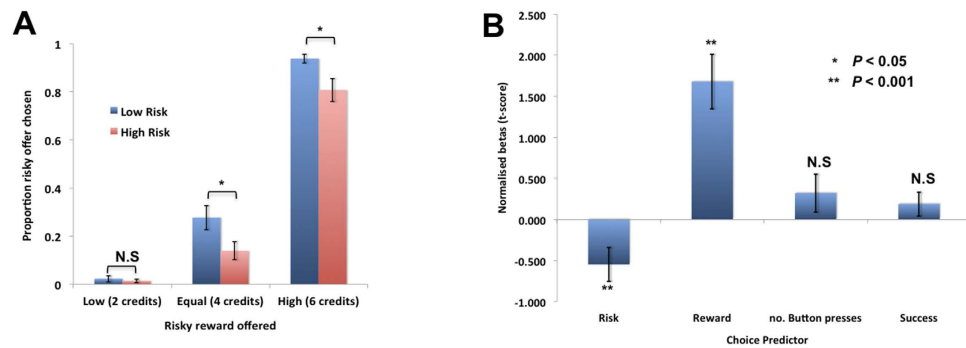 A
Proportion risky offer chosen
1
0.8
0.6
0.4
0.2
0
Low Risk
High Risk
N.S
*
*
Low (2 credits) Equal (4 credits) High (6 credits)
Risky reward offered
B
Normalised betas (t-score)
2.500
2.000
1.500
1.000
0.500
0.000
-0.500
-1.000
* P < 0.05
** P < 0.001
**
**
N.S
N.S
Risk Reward no. Button presses Success
Choice Predictor